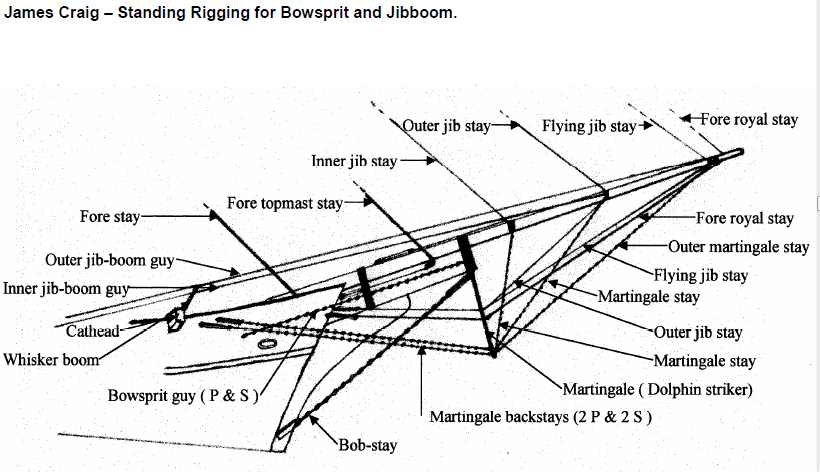 James Craig – Standing Rigging for Bowsprit and Jibboom.
Fore royal stay
Outer jib stay
Flying jib stay
Inner jib stay
Fore topmast stay
Fore stay
Fore royal stay
Outer martingale stay
Outer jib-boom guy
Flying jib stay
Inner jib-boom guy
Martingale stay
Cathead
Outer jib stay
Whisker boom
Martingale stay
Martingale ( Dolphin striker)
Bowsprit guy ( P & S )
Martingale backstays (2 P & 2 S )
Bob-stay